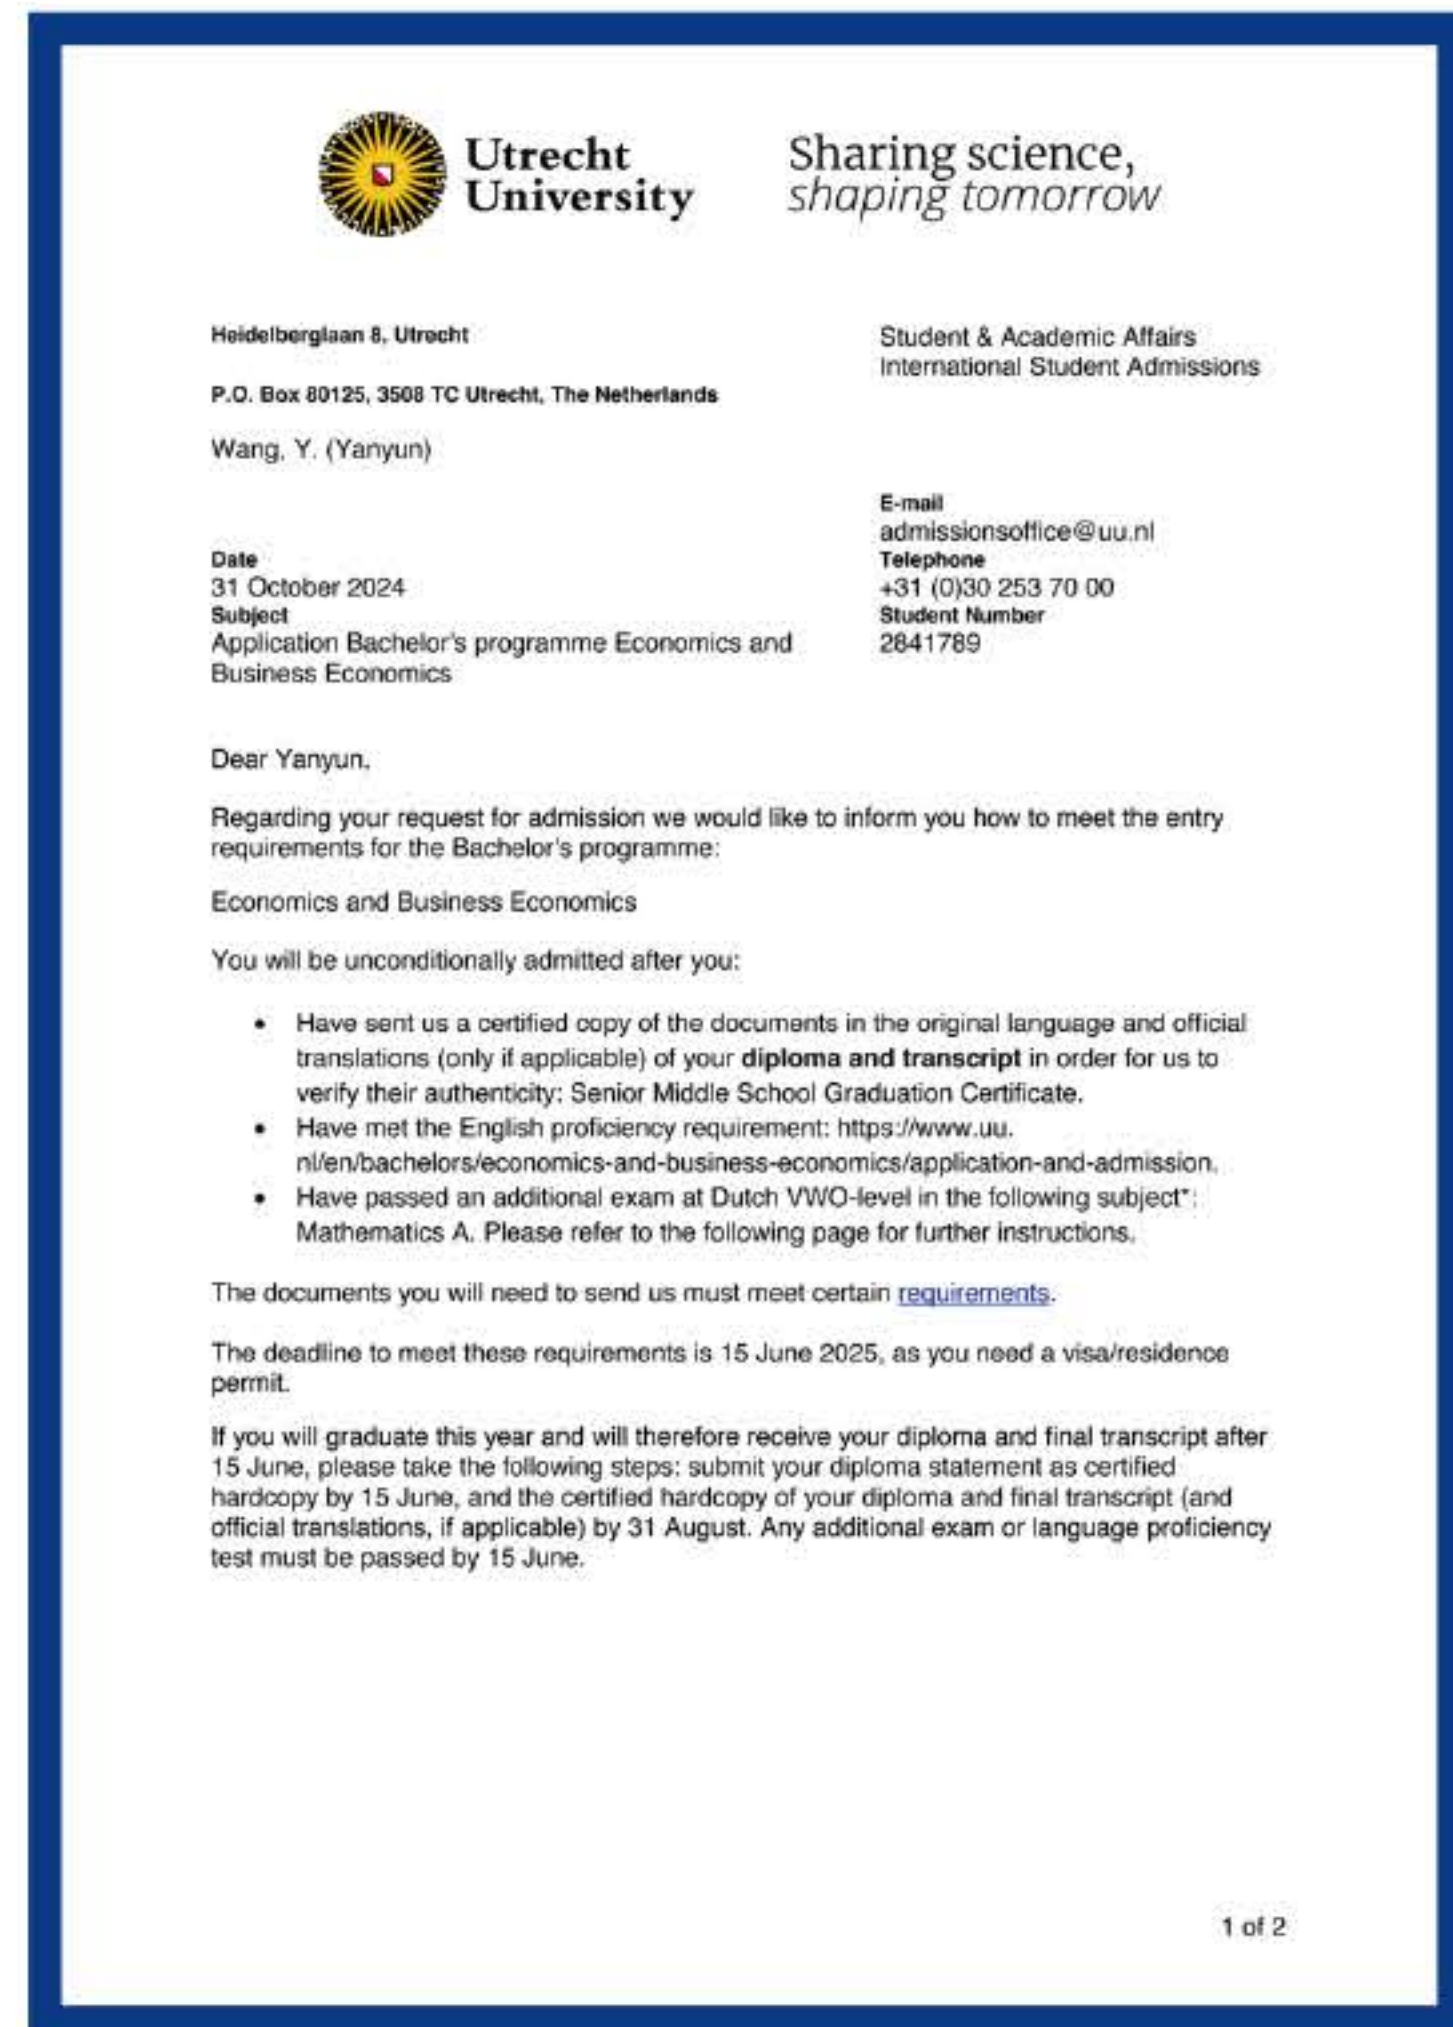 Utrecht
University
Sharing science,
shaping tomorrow
Heidelberglaan 8, Utrecht
P.O. Box 80125, 3508 TC Utrecht, The Netherlands
Student & Academic Affairs
International Student Admissions
Wang, Y. (Yanyun)
E-mail
admissionsoffice@uu.nl
Date
31 October 2024
Telephone
+31 (0)30 253 70 00
Subject
Application Bachelor's programme Economics and
Business Economics
Student Number
2841789
Dear Yanyun,
Regarding your request for admission we would like to inform you how to meet the entry
requirements for the Bachelor's programme:
Economics and Business Economics
You will be unconditionally admitted after you:
• Have sent us a certified copy of the documents in the original language and official
translations (only if applicable) of your diploma and transcript in order for us to
verify their authenticity: Senior Middle School Graduation Certificate.
• Have met the English proficiency requirement: https://www.uu.
nl/en/bachelors/economics-and-business-economics/application-and-admission.
• Have passed an additional exam at Dutch VWO-level in the following subject*:
Mathematics A. Please refer to the following page for further instructions.
The documents you will need to send us must meet certain requirements.
The deadline to meet these requirements is 15 June 2025, as you need a visa/residence
permit.
If you will graduate this year and will therefore receive your diploma and final transcript after
15 June, please take the following steps: submit your diploma statement as certified
hardcopy by 15 June, and the certified hardcopy of your diploma and final transcript (and
official translations, if applicable) by 31 August. Any additional exam or language proficiency
test must be passed by 15 June.
1 of 2